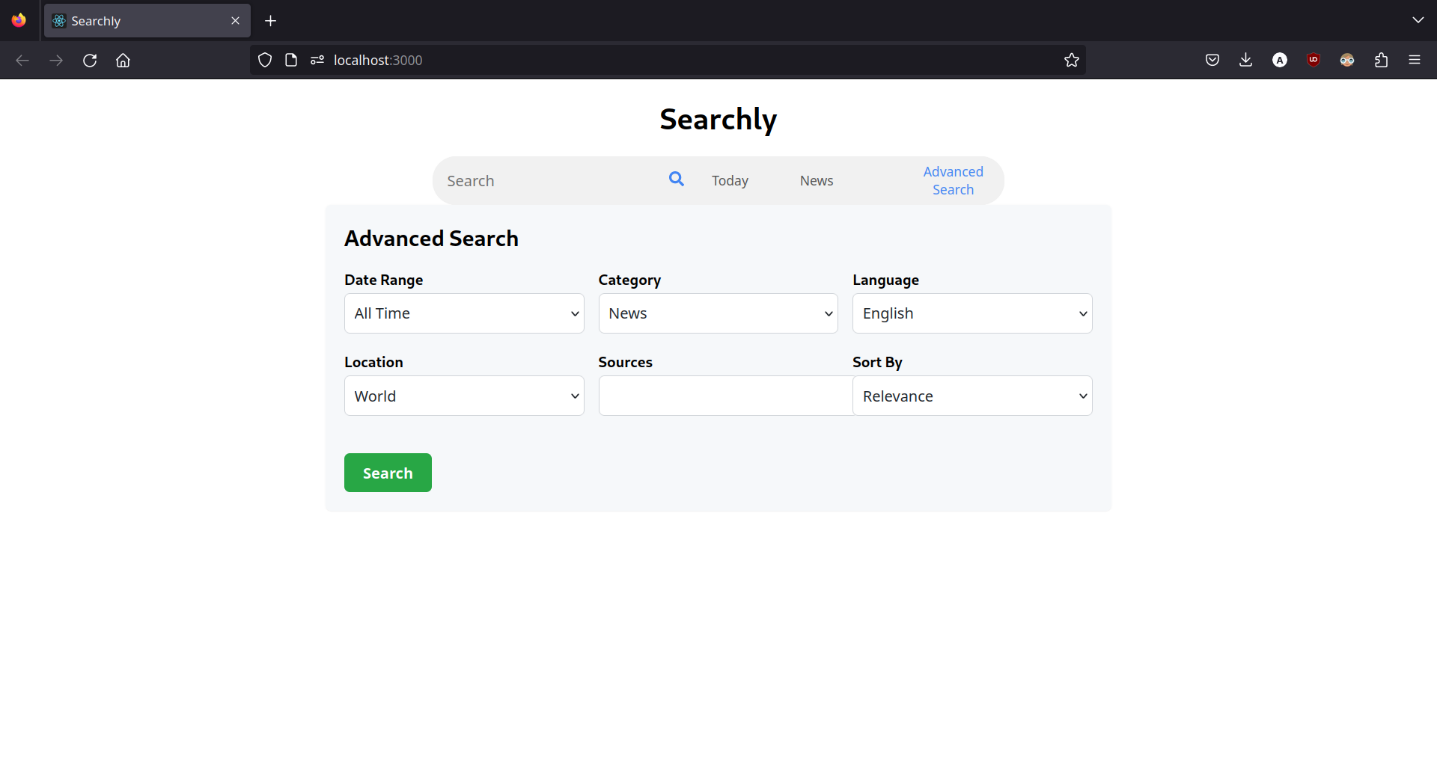 Searchly
localhost:3000
Searchly
Search
Today
News
Advanced
Search
Advanced Search
Date Range
Category
Language
All Time
News
English
Location
Sources
Sort By
World
Relevance
Search